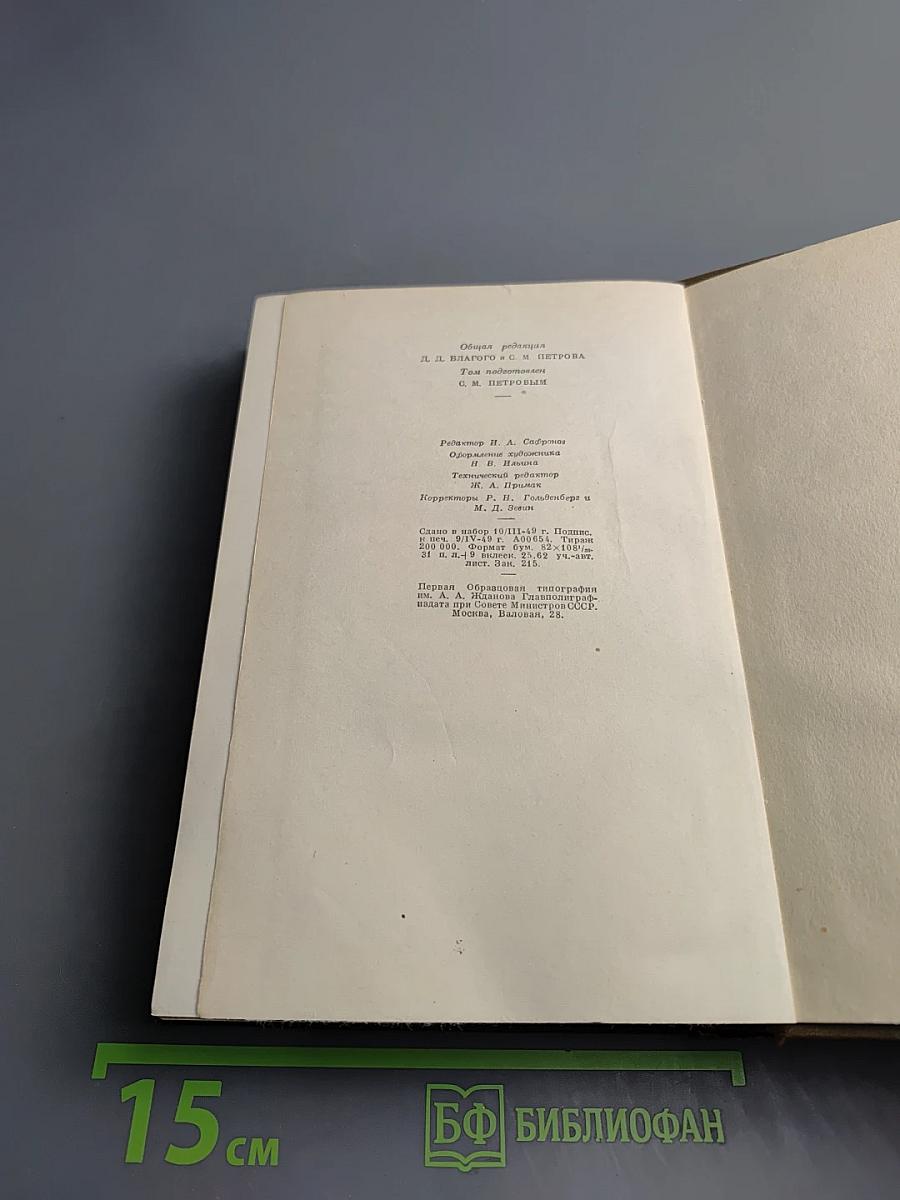 Общая редакция
Д. Д. БЛАГОГО и С. М. ПЕТРОВА
Том подготовлен
С. М. ПЕТРОВЫМ
Редактор И. А. Сафронов
Оформление художника
Н. В. Ильина
Технический редактор
Ж. А. Примак
Корректоры Р. Н. Гольденберг и
М. Д. Зевин
Сдано в набор 10/III-49 г. Подпис.
к печ. 9/IV-49 г. А00654. Тираж
200 000. Формат бум. 82×108¹/₃₂-
31 п. л.+9 вклеек. 25,62 уч.-авт.
лист. Зак. 215.
Первая Образцовая типография
им. А. А. Жданова Главполиграф-
издата при Совете Министров СССР.
Москва, Валовая, 28.
15 см
БФ БИБЛИОФАН